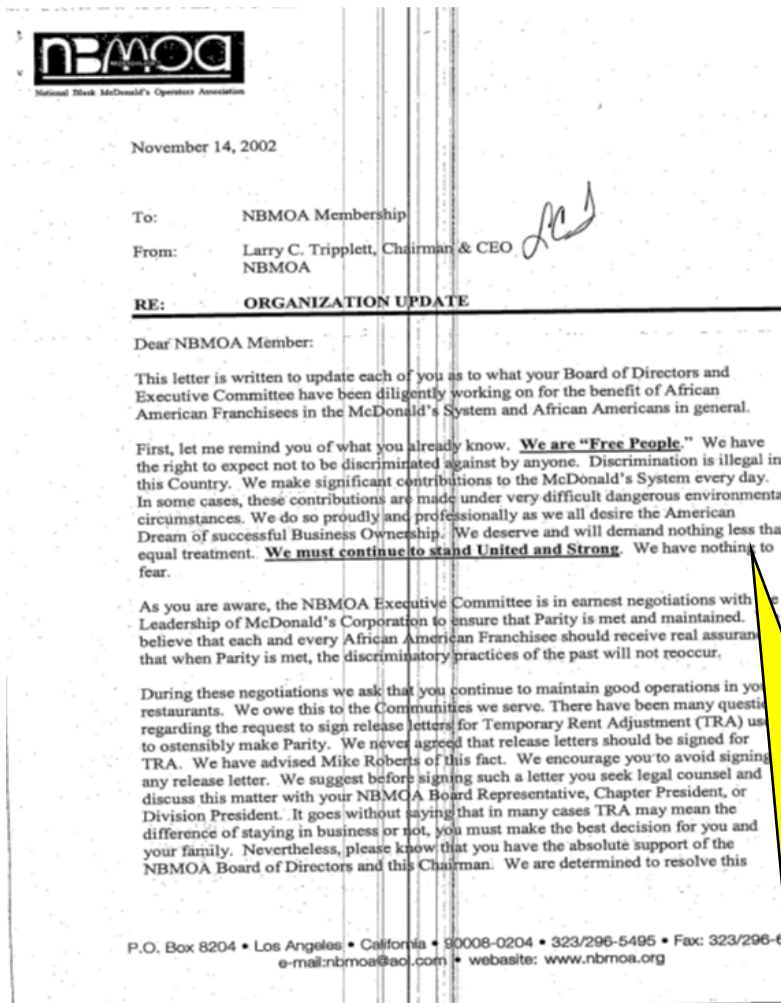 NBMOA
National Black McDonald's Operators Association
November 14, 2002
To: NBMOA Membership
From: Larry C. Tripplett, Chairman & CEO
NBMOA
RE: ORGANIZATION UPDATE
Dear NBMOA Member:
This letter is written to update each of you as to what your Board of Directors and
Executive Committee have been diligently working on for the benefit of African
American Franchisees in the McDonald's System and African Americans in general.
First, let me remind you of what you already know. We are “Free People.” We have
the right to expect not to be discriminated against by anyone. Discrimination is illegal in
this Country. We make significant contributions to the McDonald's System every day.
In some cases, these contributions are made under very difficult dangerous environmenta
circumstances. We do so proudly and professionally as we all desire the American
Dream of successful Business Ownership. We deserve and will demand nothing less tha
equal treatment. We must continue to stand United and Strong. We have nothing to
fear.
As you are aware, the NBMOA Executive Committee is in earnest negotiations with
Leadership of McDonald's Corporation to ensure that Parity is met and maintained.
believe that each and every African American Franchisee should receive real assuran
that when Parity is met, the discriminatory practices of the past will not reoccur.
During these negotiations we ask that you continue to maintain good operations in you
restaurants. We owe this to the Communities we serve. There have been many questi
regarding the request to sign release letters for Temporary Rent Adjustment (TRA) us
to ostensibly make Parity. We never agreed that release letters should be signed for
TRA. We have advised Mike Roberts of this fact. We encourage you to avoid signing
any release letter. We suggest before signing such a letter you seek legal counsel and
discuss this matter with your NBMOA Board Representative, Chapter President, or
Division President. It goes without saying that in many cases TRA may mean the
difference of staying in business or not, you must make the best decision for you and
your family. Nevertheless, please know that you have the absolute support of the
NBMOA Board of Directors and this Chairman. We are determined to resolve this
P.O. Box 8204 • Los Angeles • California • 90008-0204 • 323/296-5495 • Fax: 323/296-6
e-mail:nbmoa@aol.com • webasite: www.nbmoa.org